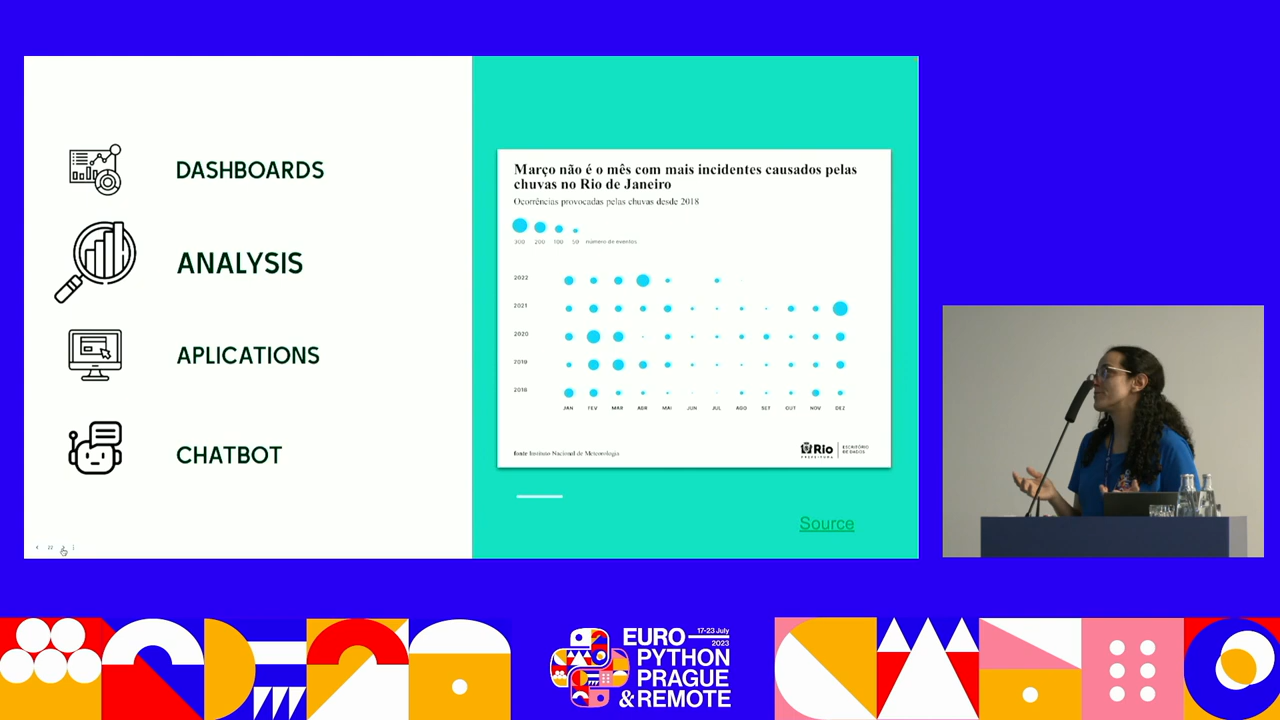 DASHBOARDS
ANALYSIS
APLICATIONS
CHATBOT
22
Março não é o mês com mais incidentes causados pelas
chuvas no Rio de Janeiro
Ocorrências provocadas pelas chuvas desde 2018
300 200 100 50 número de eventos
2022
2021
2020
2019
2018
JAN FEV MAR ABR MAI JUN JUL AGO SET OUT NOV DEZ
fonte Instituto Nacional de Meteorologia
Rio
PREFEITURA
ESCRITÓRIO
DE DADOS
Source
EURO
17-23 July
2023
PYTHON
PRAGUE
& REMOTE